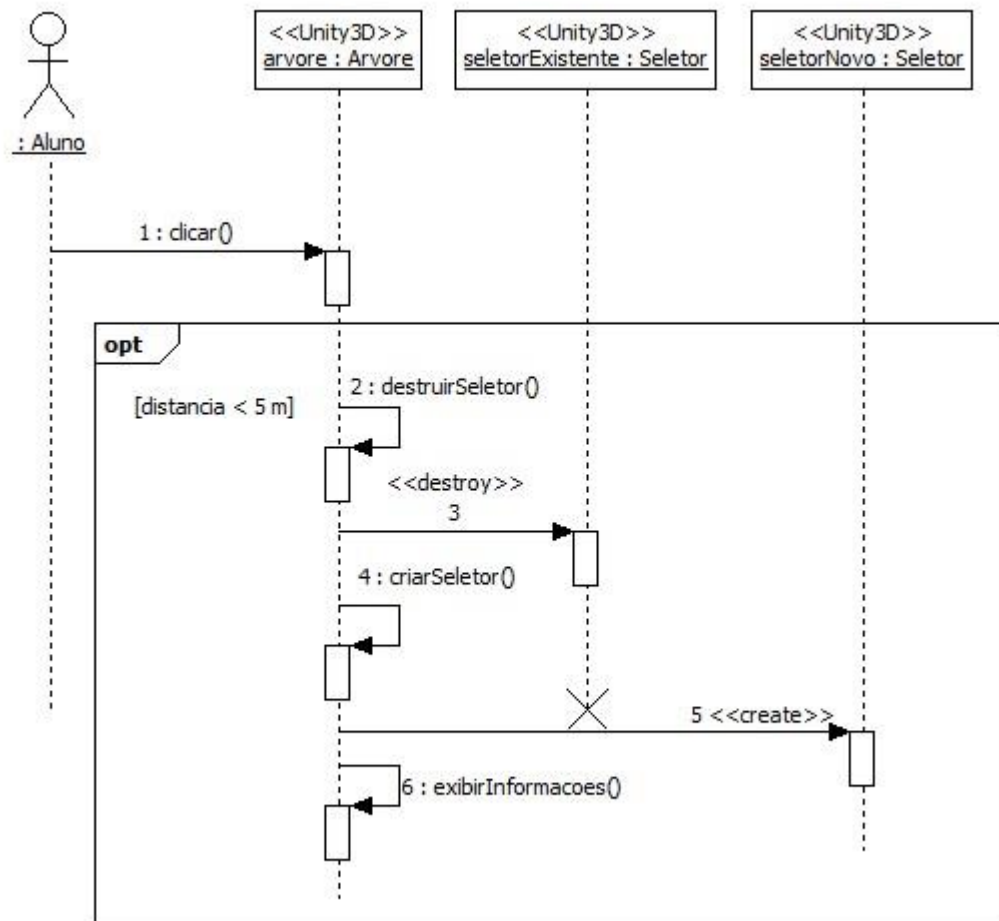 <<Unity3D>>
arvore : Arvore
<<Unity3D>>
seletorExistente : Seletor
<<Unity3D>>
seletorNovo : Seletor
: Aluno
1 : clicar()
opt
[distancia < 5 m]
2 : destruirSeletor()
<<destroy>>
3
4 : criarSeletor()
5 <<create>>
6 : exibirInformacoes()